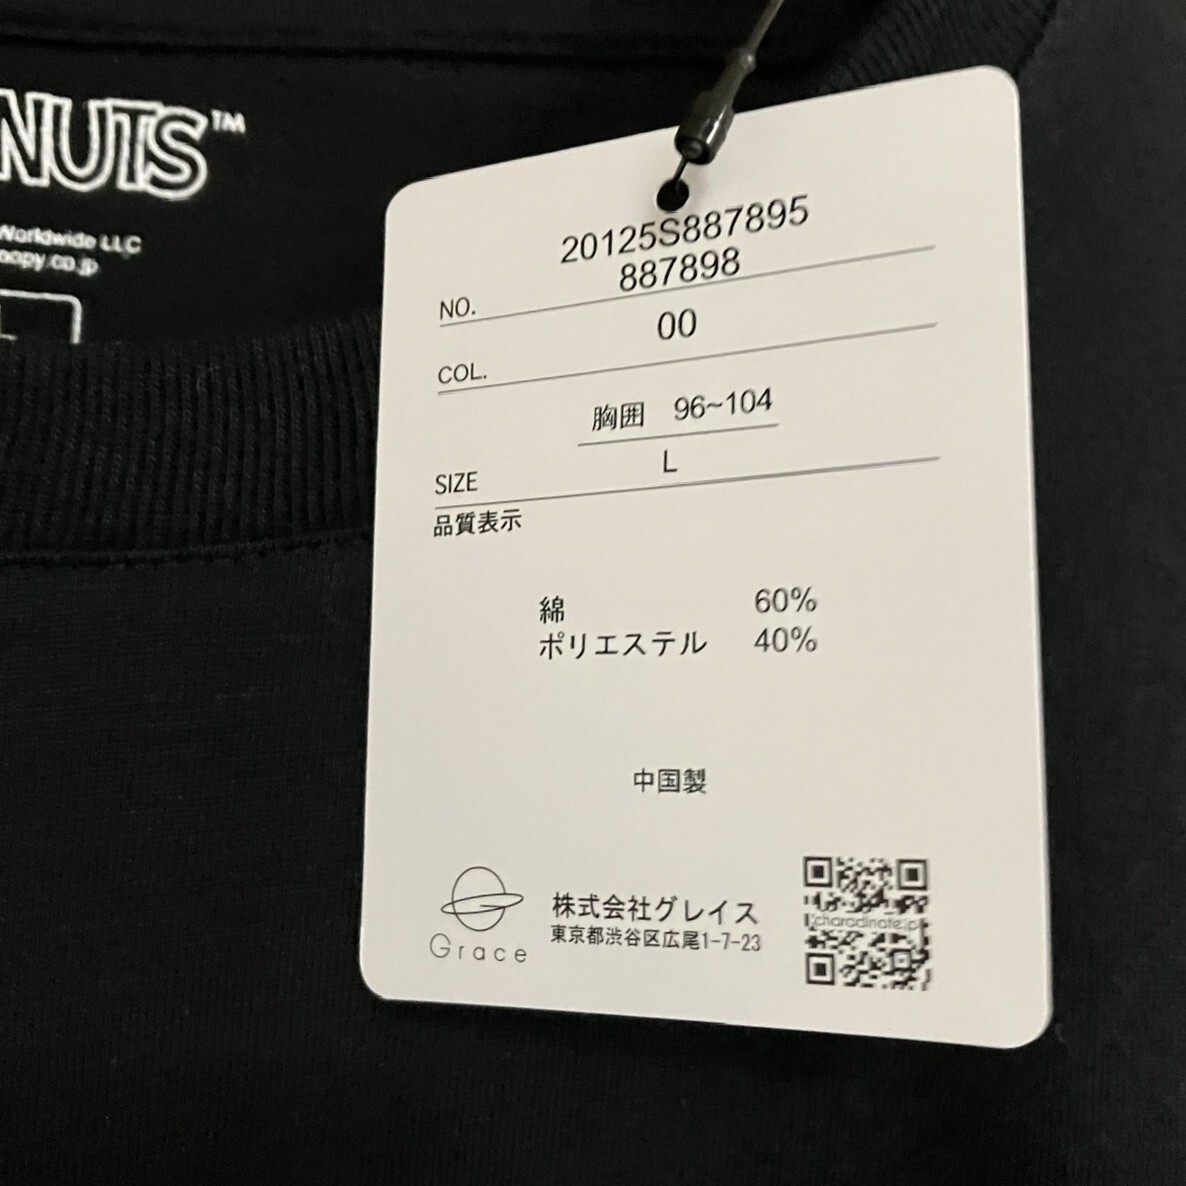 NUTS™
Worldwide LLC
oopy.co.jp
20125S887895
887898
NO.
00
COL.
胸囲 96~104
L
SIZE
品質表示
綿 60%
ポリエステル 40%
中国製
Grace
株式会社グレイス
東京都渋谷区広尾1-7-23
charadinate.jp